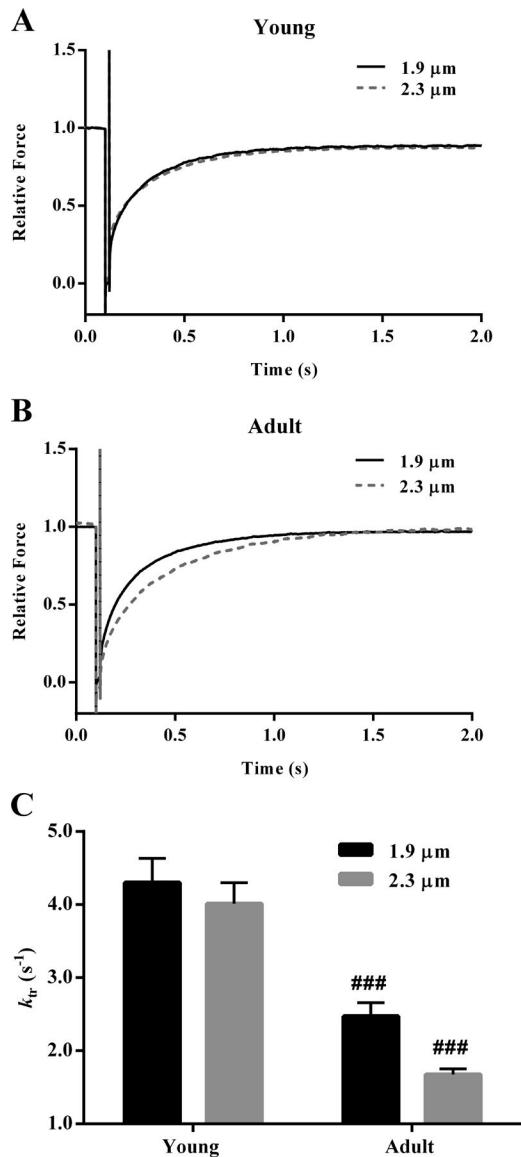 A
Young
1.9 μm
2.3 μm
1.5
1.0
0.5
0.0
Relative Force
0.0 0.5 1.0 1.5 2.0
Time (s)
B
Adult
1.9 μm
2.3 μm
1.5
1.0
0.5
0.0
Relative Force
0.0 0.5 1.0 1.5 2.0
Time (s)
C
1.9 μm
2.3 μm
5.0
4.0
3.0
2.0
1.0
ktr (s-1)
###
###
Young Adult